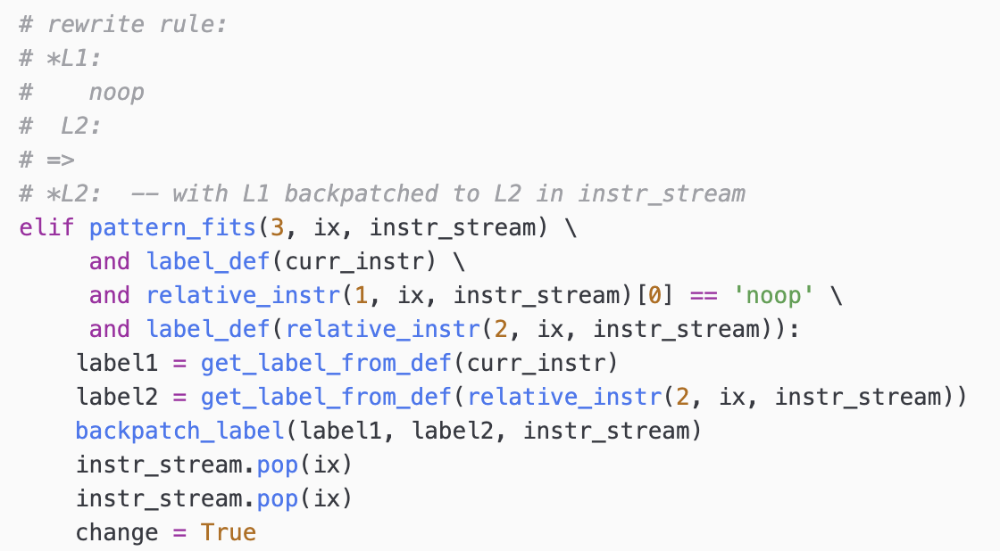 # rewrite rule:
# *L1:
#    noop
#  L2:
# =>
# *L2:  -- with L1 backpatched to L2 in instr_stream
elif pattern_fits(3, ix, instr_stream) \
     and label_def(curr_instr) \
     and relative_instr(1, ix, instr_stream)[0] == 'noop' \
     and label_def(relative_instr(2, ix, instr_stream)):
    label1 = get_label_from_def(curr_instr)
    label2 = get_label_from_def(relative_instr(2, ix, instr_stream))
    backpatch_label(label1, label2, instr_stream)
    instr_stream.pop(ix)
    instr_stream.pop(ix)
    change = True